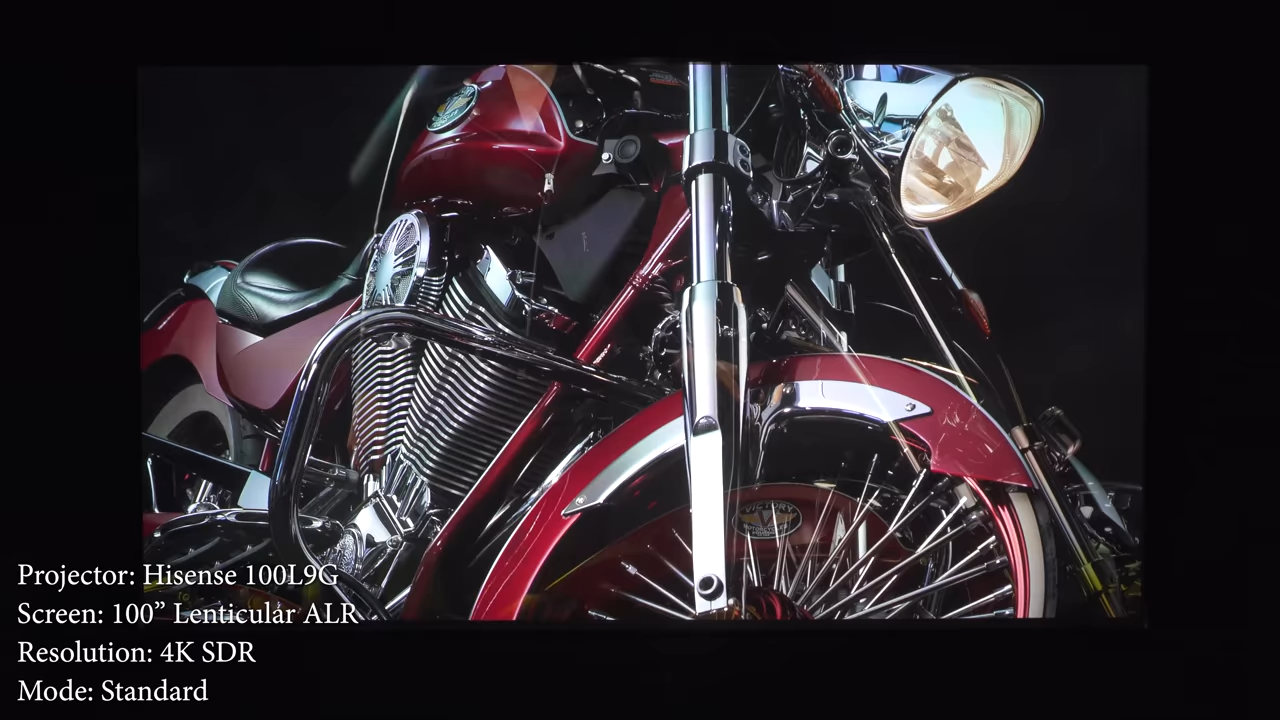 VICTORY
Projector: Hisense 100L9G
Screen: 100” Lenticular ALR
Resolution: 4K SDR
Mode: Standard